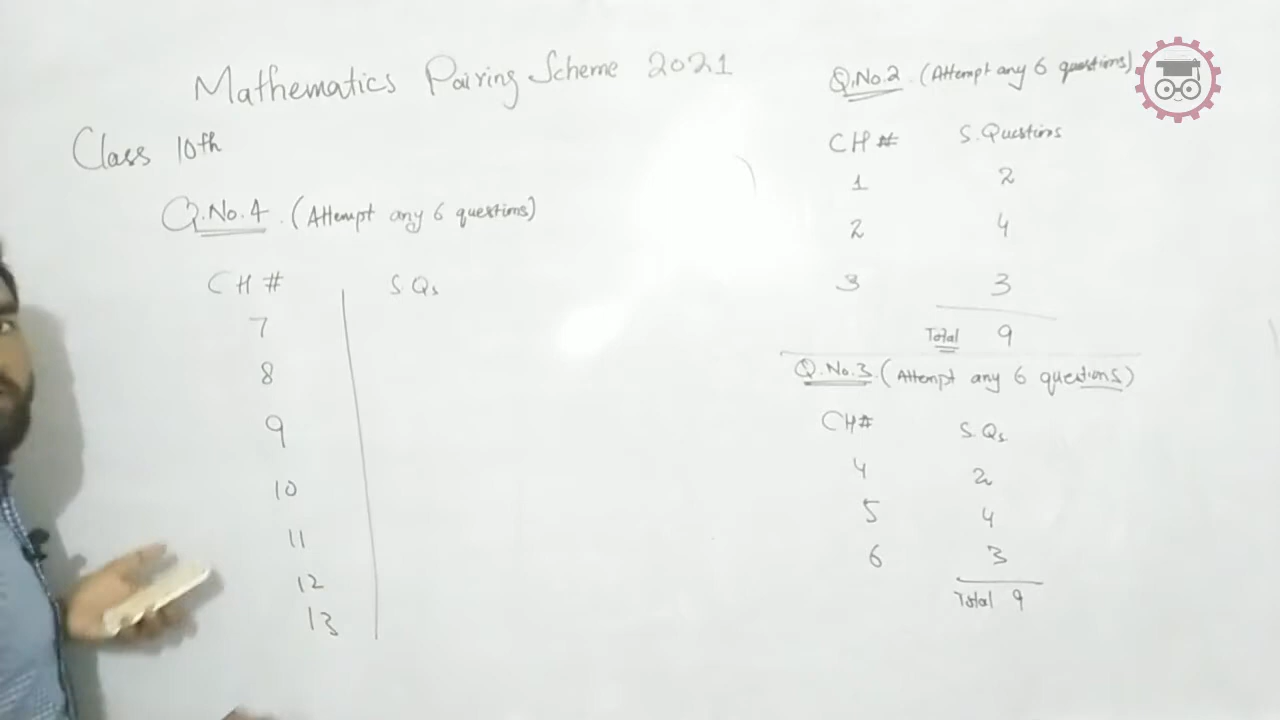 Mathematics Pairing Scheme 2021
Class 10th
Q.No.4. (Attempt any 6 questions)
CH # S Qs
7
8
9
10
11
12
13
Q.No.2. (Attempt any 6 questions)
CH # S. Questions
1 2
2 4
3 3
Total 9
Q.No.3. (Attempt any 6 questions)
CH# S.Qs
4 2
5 4
6 3
Total 9